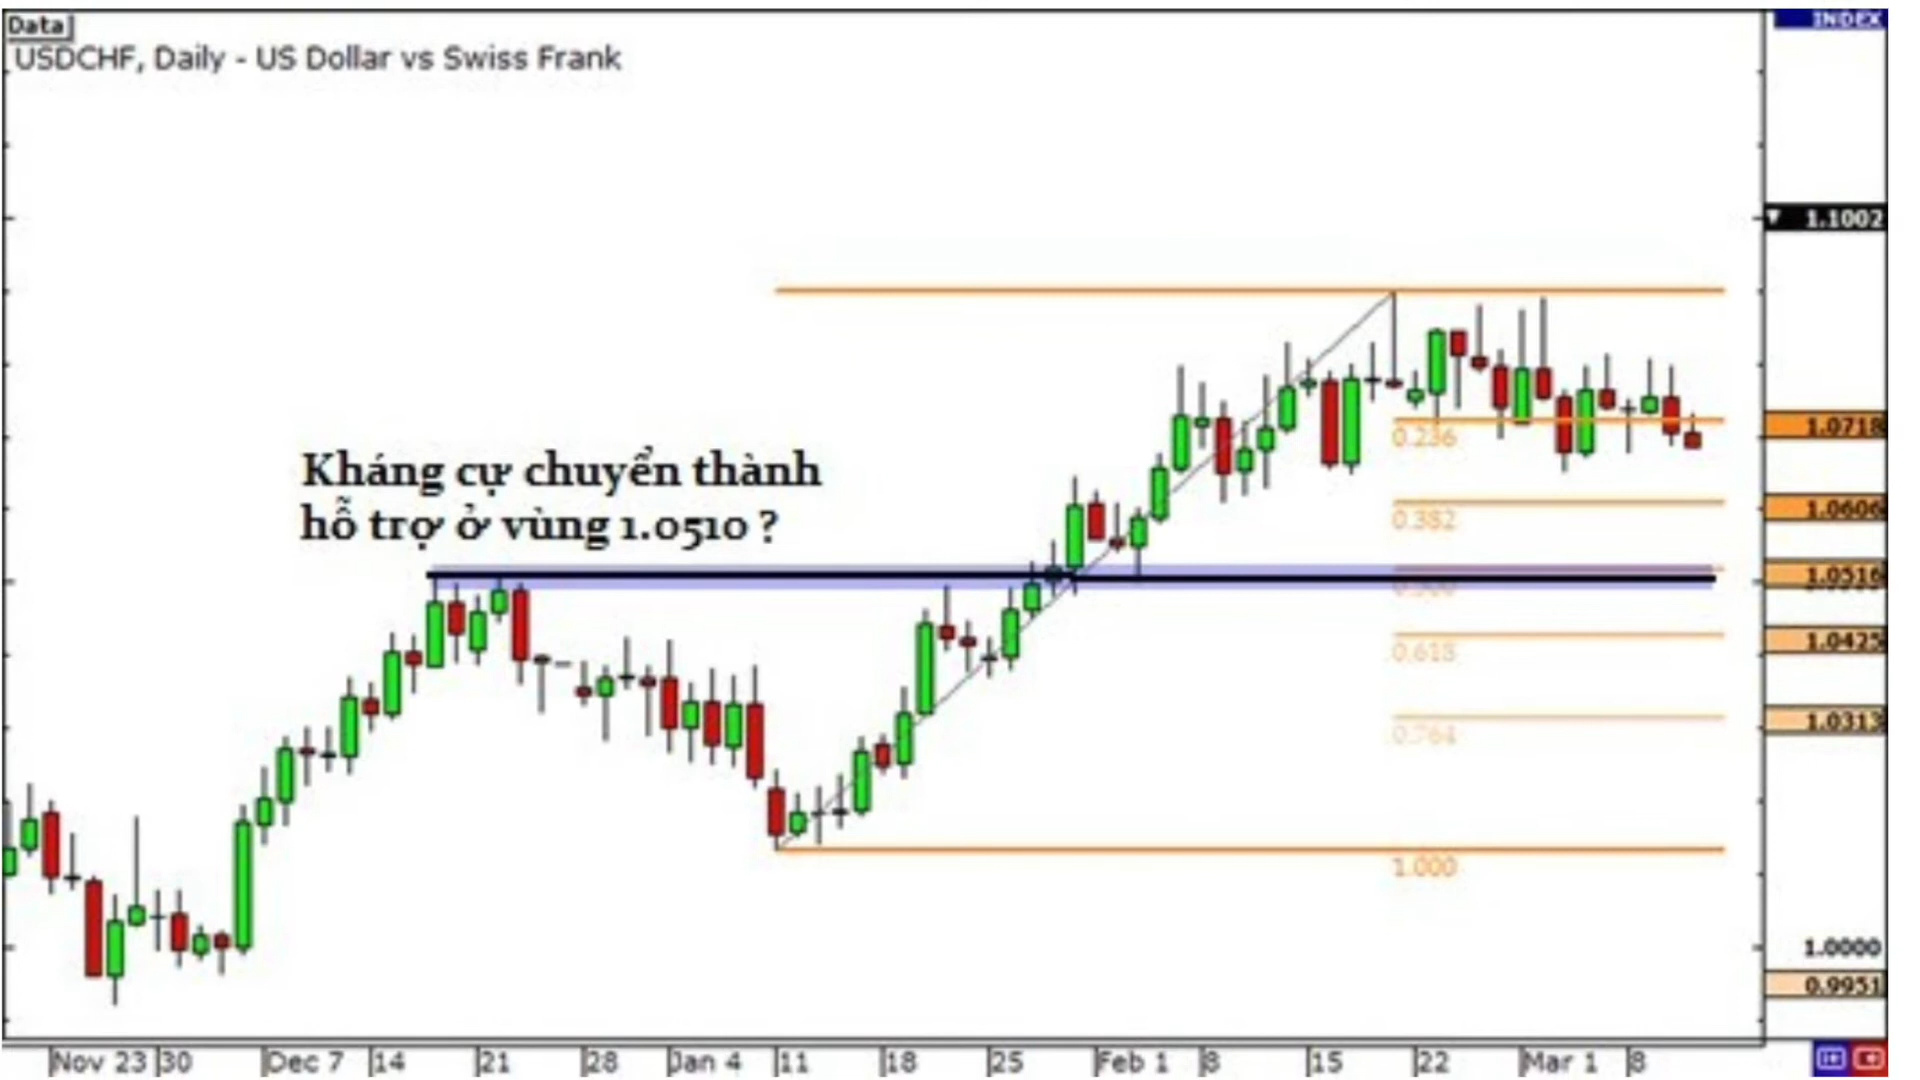 Data
INDEX
USDCHF, Daily - US Dollar vs Swiss Frank
1.1002
1.0718
0.236
Kháng cự chuyển thành
hỗ trợ ở vùng 1.0510 ?
1.0606
0.382
1.0516
0.500
1.0425
0.618
1.0313
0.764
1.000
1.0000
0.9951
Nov 23 30 Dec 7 14 21 28 Jan 4 11 18 25 Feb 1 8 15 22 Mar 1 8